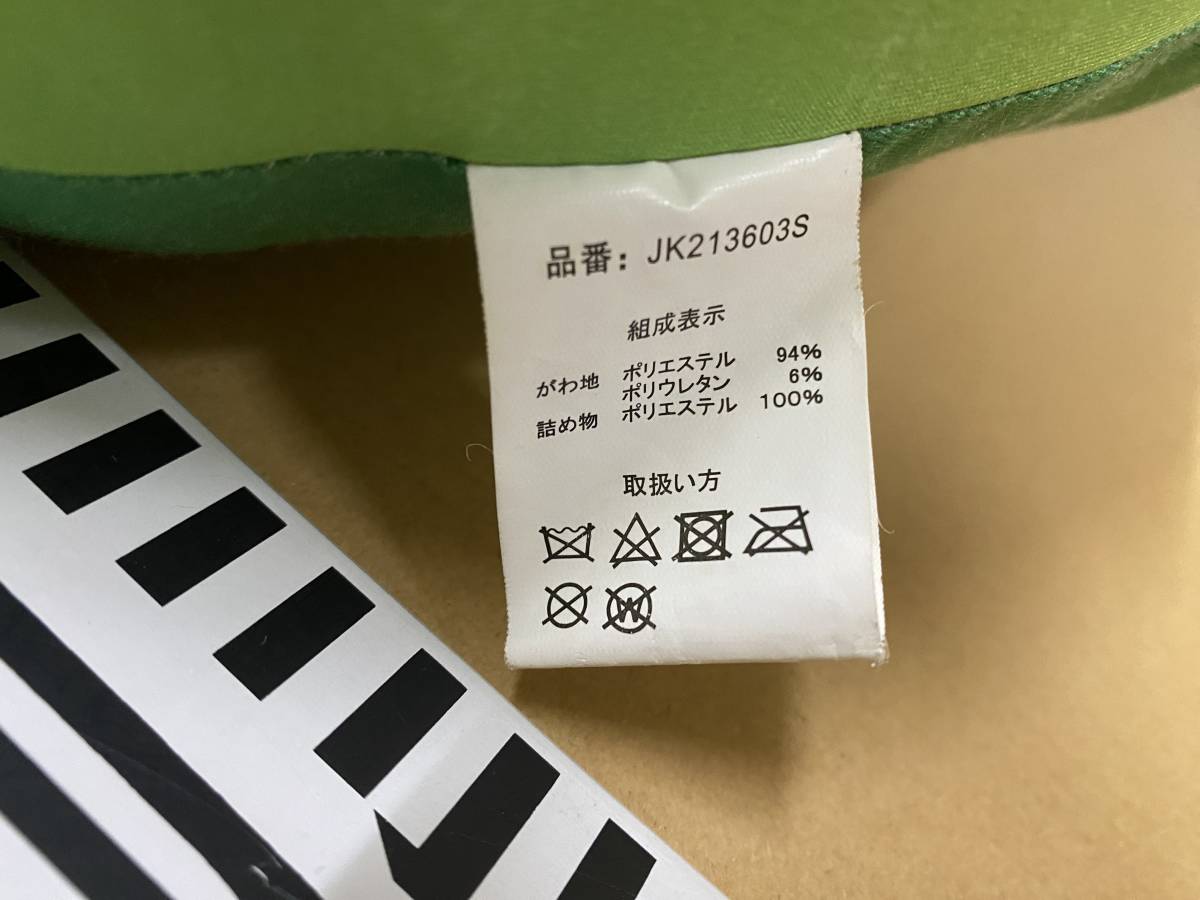 品番: JK213603S
組成表示
がわ地 ポリエステル 94%
ポリウレタン 6%
詰め物 ポリエステル 100%
取扱い方
W